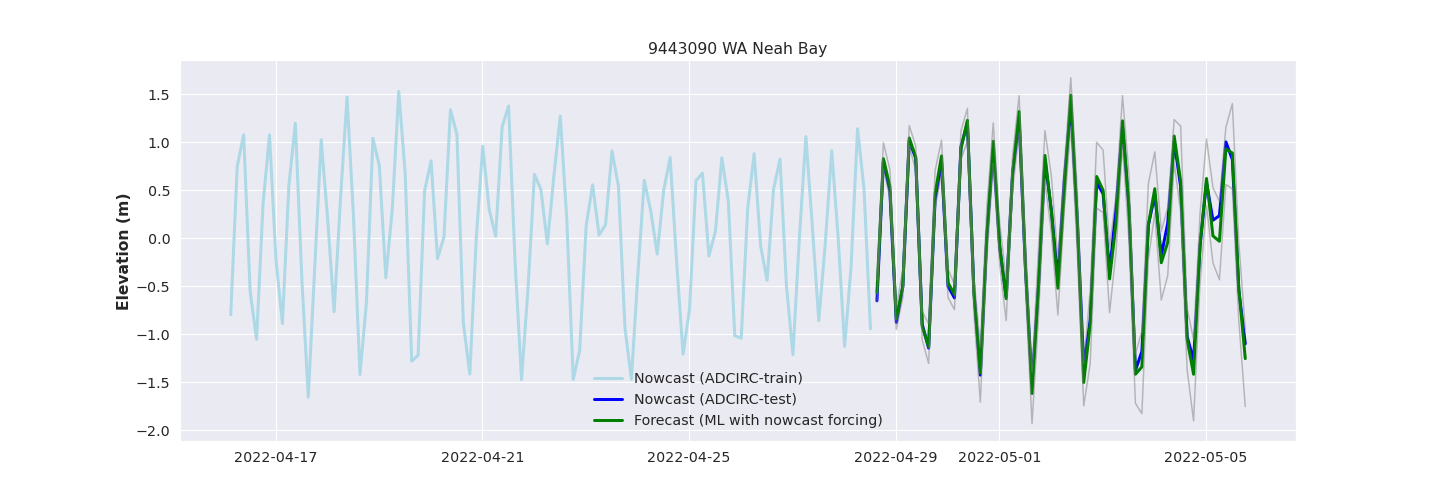 9443090 WA Neah Bay
Elevation (m)
1.5
1.0
0.5
0.0
−0.5
−1.0
−1.5
−2.0
Nowcast (ADCIRC-train)
Nowcast (ADCIRC-test)
Forecast (ML with nowcast forcing)
2022-04-17 2022-04-21 2022-04-25 2022-04-29 2022-05-01 2022-05-05